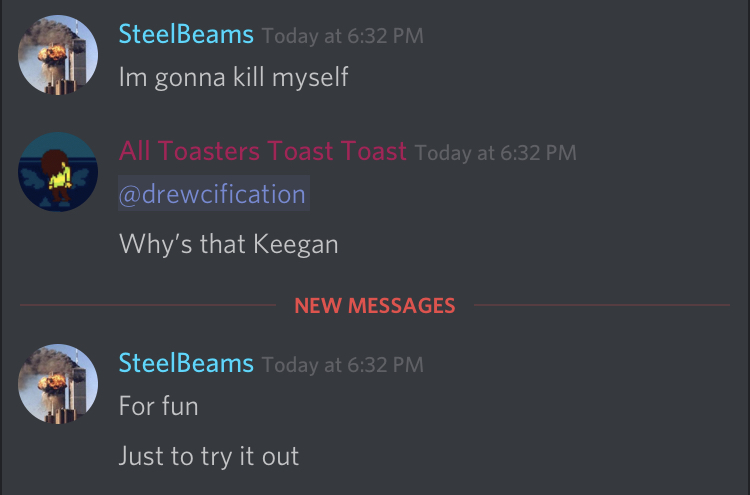 SteelBeams Today at 6:32 PM
Im gonna kill myself
All Toasters Toast Toast Today at 6:32 PM
@drewcification
Why's that Keegan
NEW MESSAGES
SteelBeams Today at 6:32 PM
For fun
Just to try it out